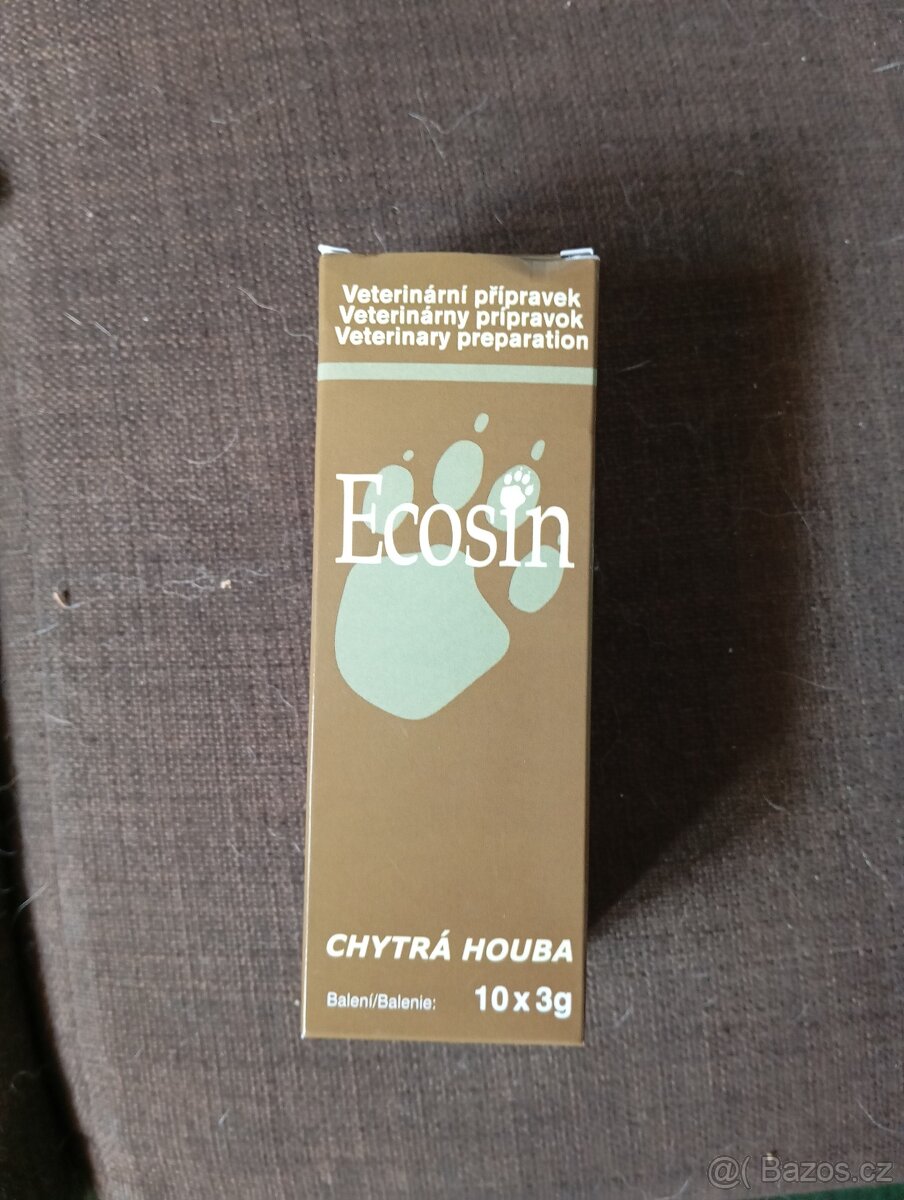 Veterinární přípravek
Veterinárny prípravok
Veterinary preparation
Ecosin
CHYTRÁ HOUBA
Balení/Balenie: 10 x 3g
@( Bazos.cz